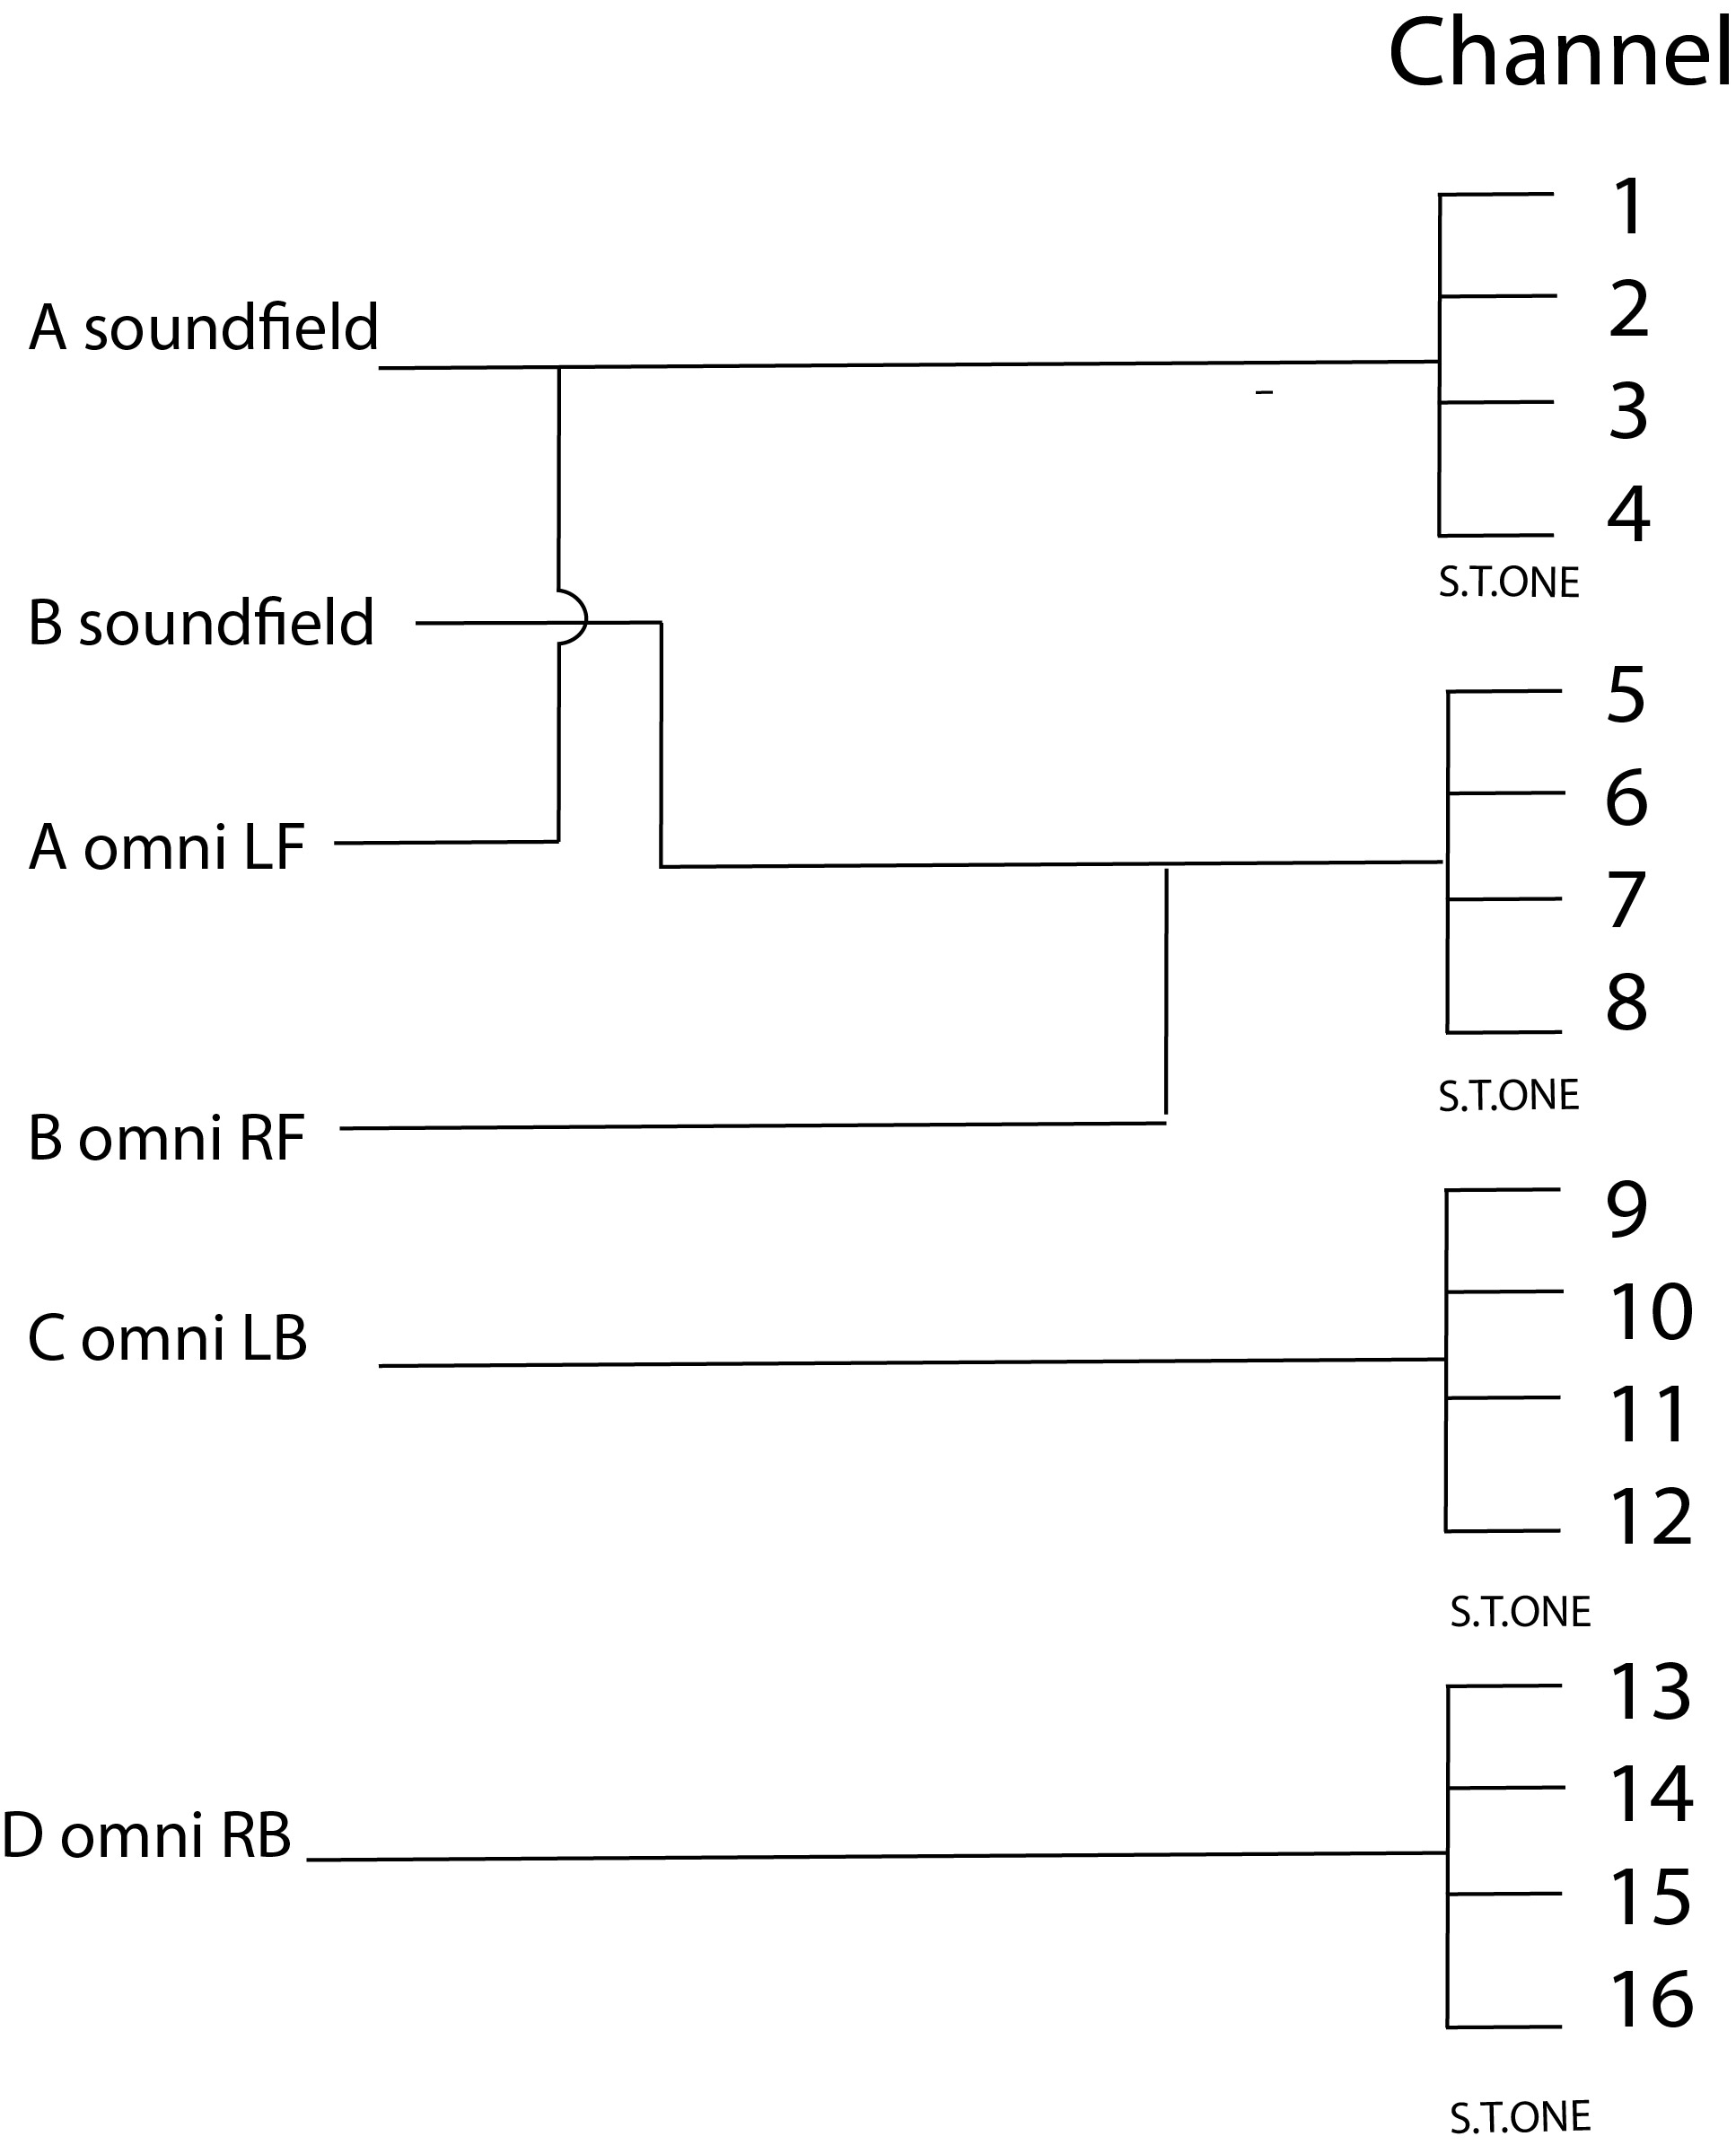 Channel
1
2
A soundfield
3
4
S.T.ONE
B soundfield
5
6
A omni LF
7
8
S.T.ONE
B omni RF
9
10
C omni LB
11
12
S.T.ONE
13
14
D omni RB
15
16
S.T.ONE